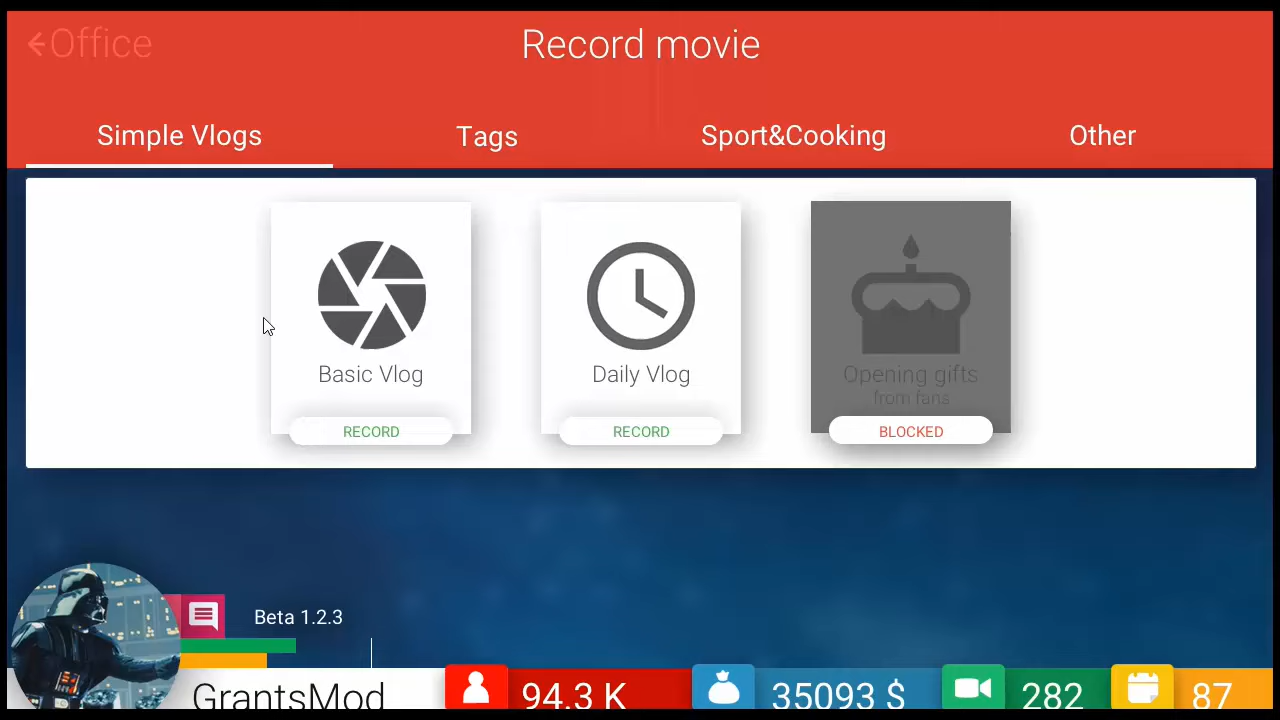 Office
Record movie
Simple Vlogs
Tags
Sport&Cooking
Other
Basic Vlog
RECORD
Daily Vlog
RECORD
Opening gifts
from fans
BLOCKED
Beta 1.2.3
GrantsMod
94.3 K
35093 $
282
87